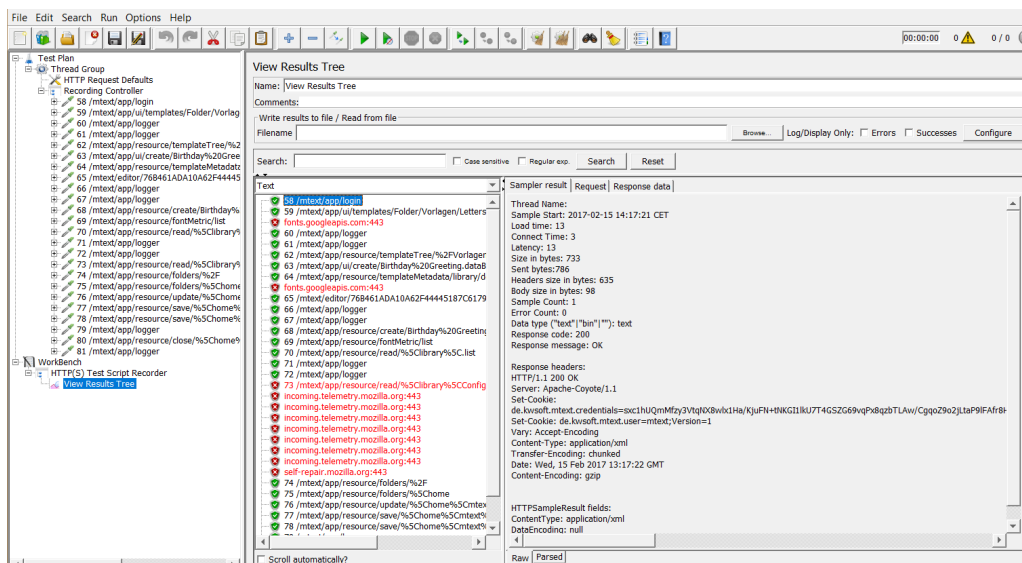 File Edit Search Run Options Help
00:00:00 0 0 / 0
Test Plan
Thread Group
HTTP Request Defaults
Recording Controller
58 /mtext/app/login
59 /mtext/app/ui/templates/Folder/Vorlag
60 /mtext/app/logger
61 /mtext/app/logger
62 /mtext/app/resource/templateTree/%2
63 /mtext/app/ui/create/Birthday%20Gree
64 /mtext/app/resource/templateMetadata
65 /mtext/editor/76B461ADA10A62F44445
66 /mtext/app/logger
67 /mtext/app/logger
68 /mtext/app/resource/create/Birthday%
69 /mtext/app/resource/fontMetric/list
70 /mtext/app/resource/read/%5Clibrary%
71 /mtext/app/logger
72 /mtext/app/logger
73 /mtext/app/resource/read/%5Clibrary%
74 /mtext/app/resource/folders/%2F
75 /mtext/app/resource/folders/%5Chome
76 /mtext/app/resource/update/%5Chome
77 /mtext/app/resource/save/%5Chome%
78 /mtext/app/resource/save/%5Chome%
79 /mtext/app/logger
80 /mtext/app/resource/close/%5Chome%
81 /mtext/app/logger
WorkBench
HTTP(S) Test Script Recorder
View Results Tree
View Results Tree
Name: View Results Tree
Comments:
Write results to file / Read from file
Filename Browse... Log/Display Only: Errors Successes Configure
Search: Case sensitive Regular exp. Search Reset
Text
58 /mtext/app/login
59 /mtext/app/ui/templates/Folder/Vorlagen/Letters
fonts.googleapis.com:443
60 /mtext/app/logger
61 /mtext/app/logger
62 /mtext/app/resource/templateTree/%2FVorlager
63 /mtext/app/ui/create/Birthday%20Greeting.dataB
64 /mtext/app/resource/templateMetadata/library/d
fonts.googleapis.com:443
65 /mtext/editor/76B461ADA10A62F44445187C6179
66 /mtext/app/logger
67 /mtext/app/logger
68 /mtext/app/resource/create/Birthday%20Greeting
69 /mtext/app/resource/fontMetric/list
70 /mtext/app/resource/read/%5Clibrary%5C.list
71 /mtext/app/logger
72 /mtext/app/logger
73 /mtext/app/resource/read/%5Clibrary%5CConfig
incoming.telemetry.mozilla.org:443
incoming.telemetry.mozilla.org:443
incoming.telemetry.mozilla.org:443
incoming.telemetry.mozilla.org:443
incoming.telemetry.mozilla.org:443
incoming.telemetry.mozilla.org:443
self-repair.mozilla.org:443
74 /mtext/app/resource/folders/%2F
75 /mtext/app/resource/folders/%5Chome
76 /mtext/app/resource/update/%5Chome%5Cmtex
77 /mtext/app/resource/save/%5Chome%5Cmtext%
78 /mtext/app/resource/save/%5Chome%5Cmtext%
Scroll automatically?
Sampler result Request Response data
Thread Name:
Sample Start: 2017-02-15 14:17:21 CET
Load time: 13
Connect Time: 3
Latency: 13
Size in bytes: 733
Sent bytes:786
Headers size in bytes: 635
Body size in bytes: 98
Sample Count: 1
Error Count: 0
Data type ("text"|"bin"|""): text
Response code: 200
Response message: OK
Response headers:
HTTP/1.1 200 OK
Server: Apache-Coyote/1.1
Set-Cookie:
Set-Cookie: de.kwsoft.mtext.user=mtext;Version=1
Vary: Accept-Encoding
Content-Type: application/xml
Transfer-Encoding: chunked
Date: Wed, 15 Feb 2017 13:17:22 GMT
Content-Encoding: gzip
HTTPSampleResult fields:
ContentType: application/xml
DataEncoding: null
Raw Parsed